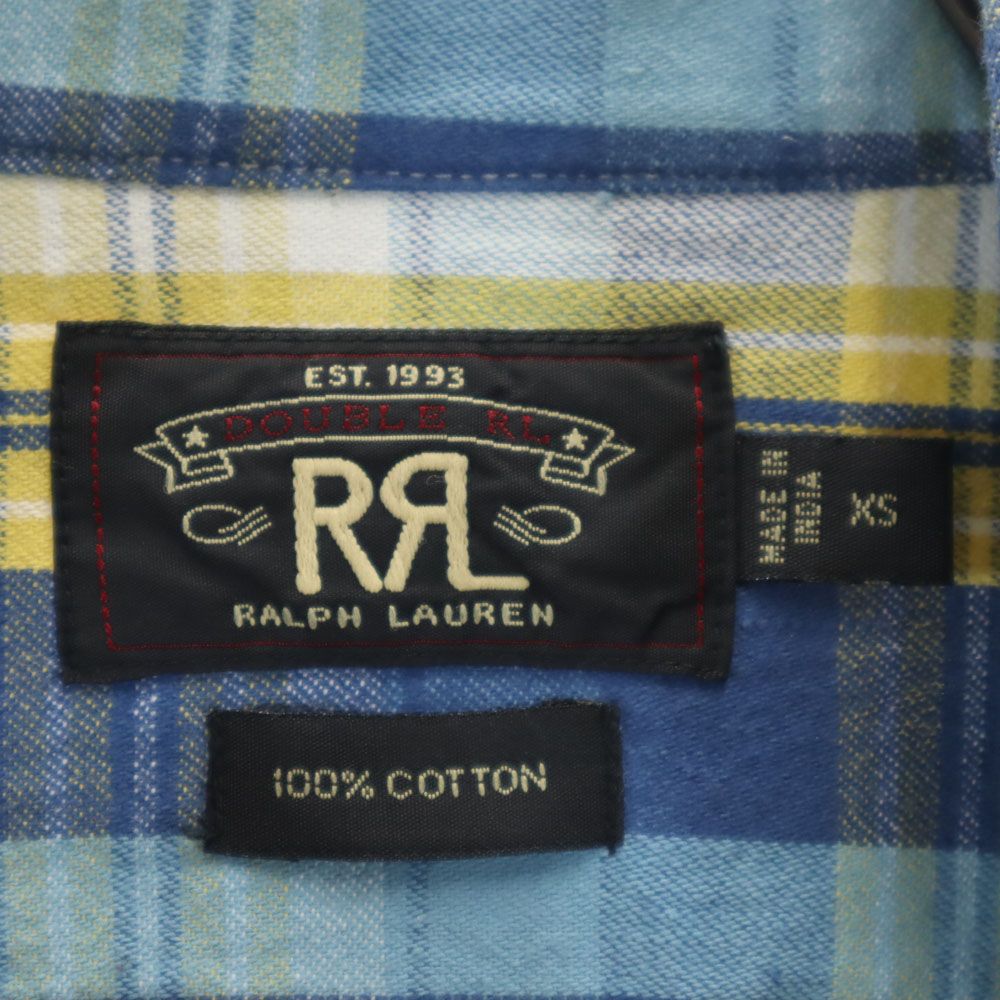 EST. 1993
DOUBLE RL
RRL
RALPH LAUREN
MADE IN
INDIA
XS
100% COTTON